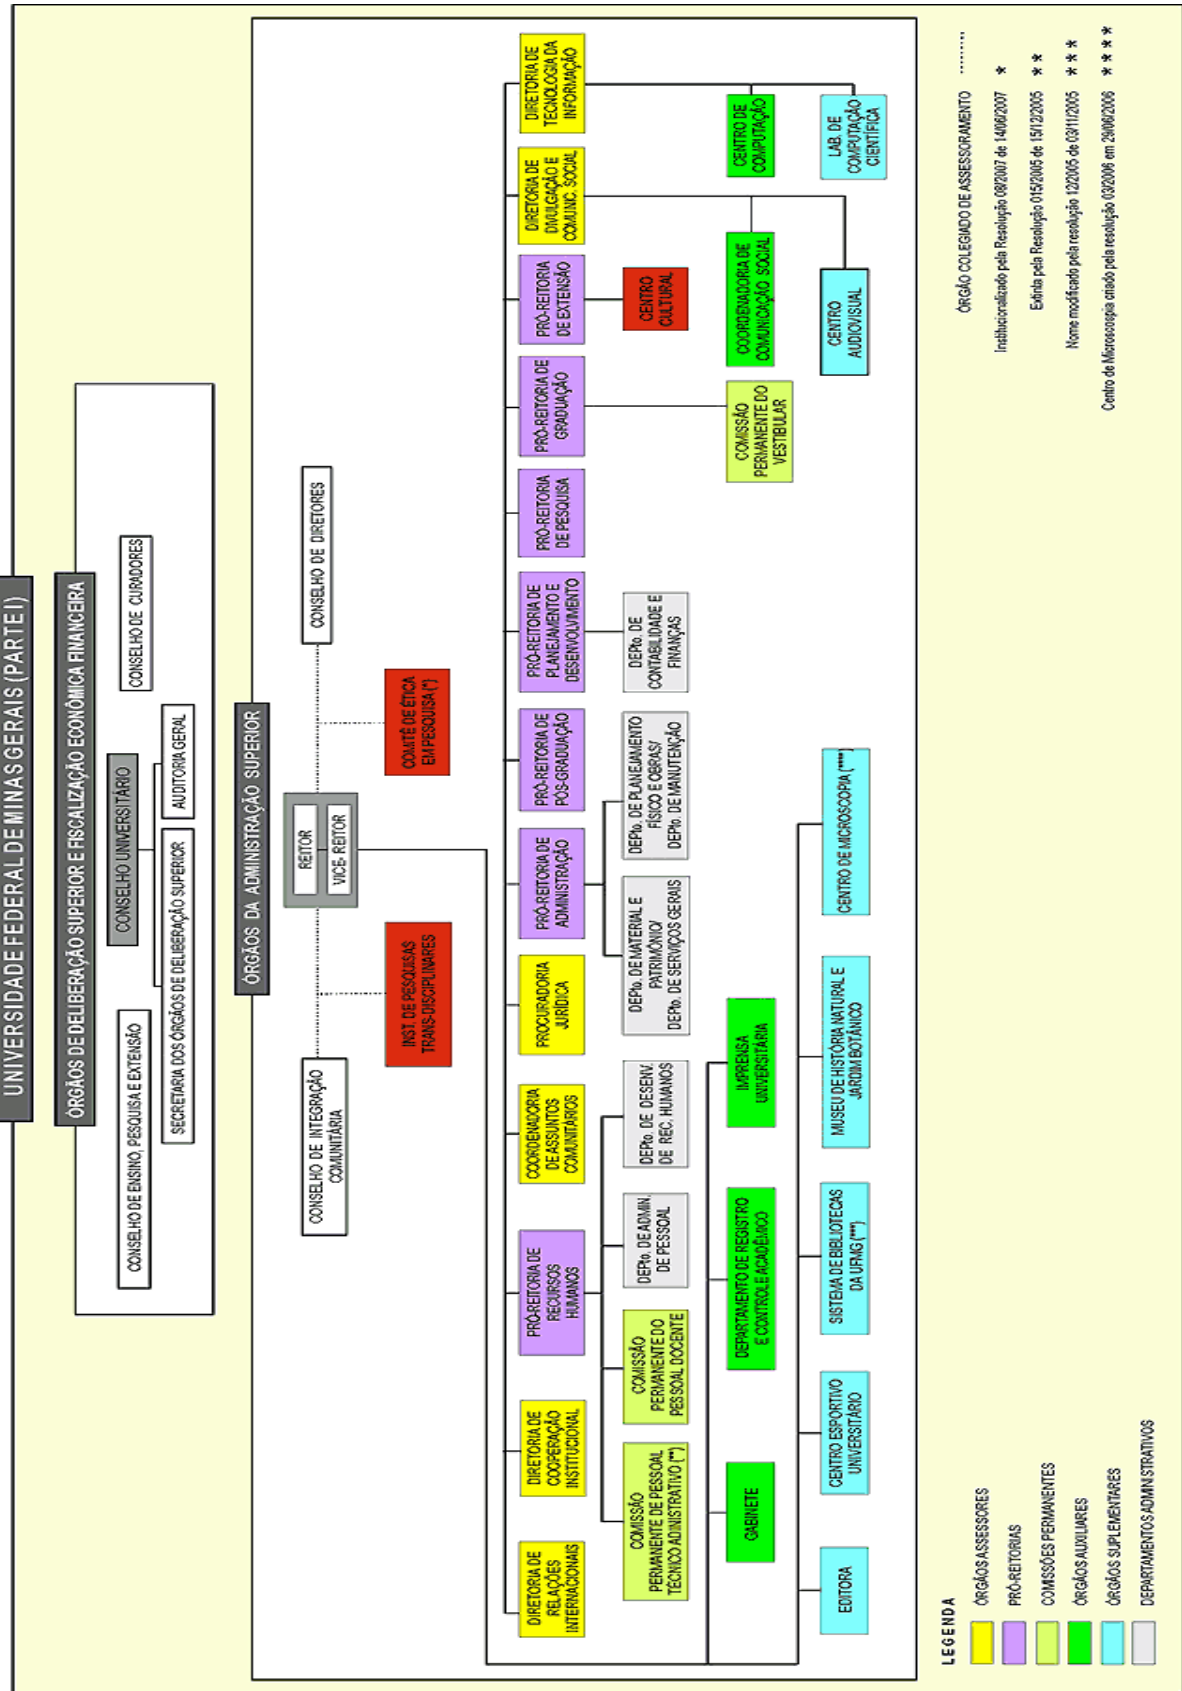 UNIVERSIDADE FEDERAL DE MINAS GERAIS (PARTE I)
ÓRGÃOS DE DELIBERAÇÃO SUPERIOR E FISCALIZAÇÃO ECONÔMICA FINANCEIRA
CONSELHO UNIVERSITÁRIO
CONSELHO DE ENSINO, PESQUISA E EXTENSÃO
CONSELHO DE CURADORES
SECRETARIA DOS ÓRGÃOS DE DELIBERAÇÃO SUPERIOR
AUDITORIA GERAL
ÓRGÃOS DA ADMINISTRAÇÃO SUPERIOR
REITOR
VICE- REITOR
CONSELHO DE INTEGRAÇÃO
COMUNITÁRIA
CONSELHO DE DIRETORES
INST. DE PESQUISAS
TRANS-DISCIPLINARES
COMITÊ DE ÉTICA
EM PESQUISA (*)
DIRETORIA DE
RELAÇÕES
INTERNACIONAIS
DIRETORIA DE
COOPERAÇÃO
INSTITUCIONAL
PRÓ-REITORIA DE
RECURSOS
HUMANOS
COORDENADORIA
DE ASSUNTOS
COMUNITÁRIOS
PROCURADORIA
JURÍDICA
PRÓ-REITORIA DE
ADMINISTRAÇÃO
PRÓ-REITORIA DE
PÓS-GRADUAÇÃO
PRÓ-REITORIA DE
PLANEJAMENTO E
DESENVOLVIMENTO
PRÓ-REITORIA
DE PESQUISA
PRÓ-REITORIA DE
GRADUAÇÃO
PRÓ-REITORIA
DE EXTENSÃO
DIRETORIA DE
DIVULGAÇÃO E
COMUNIC. SOCIAL
DIRETORIA DE
TECNOLOGIA DA
INFORMAÇÃO
COMISSÃO
PERMANENTE DE PESSOAL
TÉCNICO ADINISTRATIVO (**)
COMISSÃO
PERMANENTE DO
PESSOAL DOCENTE
DEPto. DE ADMIN.
DE PESSOAL
DEPto. DE DESENV.
DE REC. HUMANOS
DEPto. DE MATERIAL E
PATRIMÔNIO/
DEPto. DE SERVIÇOS GERAIS
DEPto. DE PLANEJAMENTO
FÍSICO E OBRAS/
DEPto. DE MANUTENÇÃO
DEPto. DE
CONTABILIDADE E
FINANÇAS
CENTRO
CULTURAL
GABINETE
DEPARTAMENTO DE REGISTRO
E CONTROLE ACADÊMICO
IMPRENSA
UNIVERSITÁRIA
COMISSÃO
PERMANENTE DO
VESTIBULAR
COORDENADORIA DE
COMUNICAÇÃO SOCIAL
CENTRO DE
COMPUTAÇÃO
EDITORA
CENTRO ESPORTIVO
UNIVERSITÁRIO
SISTEMA DE BIBLIOTECAS
DA UFMG (***)
MUSEU DE HISTÓRIA NATURAL E
JARDIM BOTÂNICO
CENTRO DE MICROSCOPIA (****)
CENTRO
AUDIOVISUAL
LAB. DE
COMPUTAÇÃO
CIENTÍFICA
LEGENDA
ÓRGÃOS ASSESSORES
PRÓ-REITORIAS
COMISSÕES PERMANENTES
ÓRGÃOS AUXILIARES
ÓRGÃOS SUPLEMENTARES
DEPARTAMENTOS ADMINISTRATIVOS
ÓRGÃO COLEGIADO DE ASSESSORAMENTO ..........
Institucionalizado pela Resolução 08/2007 de 14/06/2007 *
Extinta pela Resolução 015/2005 de 15/12/2005 * *
Nome modificado pela resolução 12/2005 de 03/11/2005 * * *
Centro de Microscopia criado pela resolução 03/2006 em 29/06/2006 * * * *